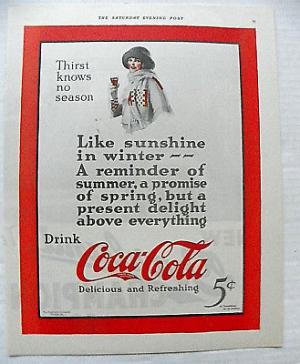 THE SATURDAY EVENING POST
Thirst
knows
no
season
Like sunshine
in winter — —
A reminder of
summer, a promise
of spring, but a
present delight
above everything
Drink
Coca-Cola
Delicious and Refreshing
5¢